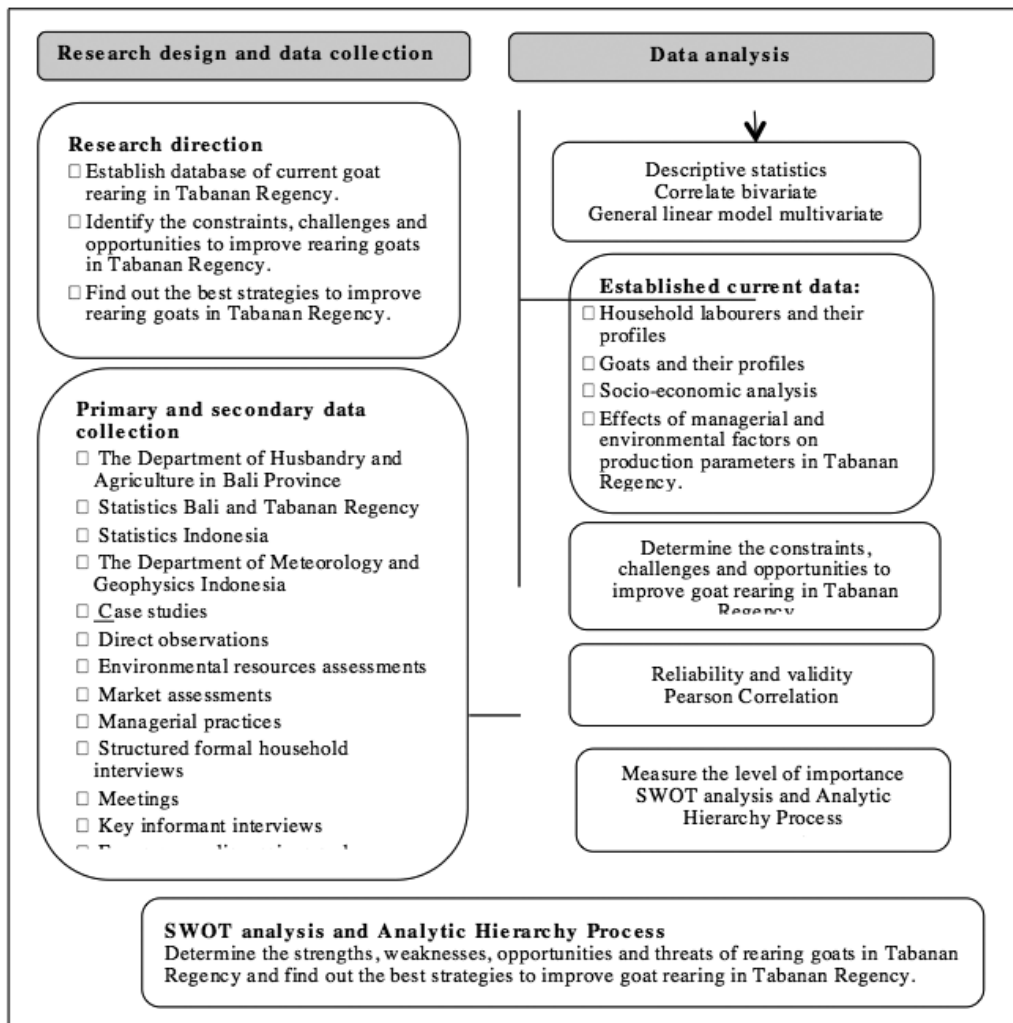 Research design and data collection
Research direction
□ Establish database of current goat
rearing in Tabanan Regency.
□ Identify the constraints, challenges and
opportunities to improve rearing goats
in Tabanan Regency.
□ Find out the best strategies to improve
rearing goats in Tabanan Regency.
Primary and secondary data
collection
□ The Department of Husbandry and
Agriculture in Bali Province
□ Statistics Bali and Tabanan Regency
□ Statistics Indonesia
□ The Department of Meteorology and
Geophysics Indonesia
□ Case studies
□ Direct observations
□ Environmental resources assessments
□ Market assessments
□ Managerial practices
□ Structured formal household
interviews
□ Meetings
□ Key informant interviews
Data analysis
Descriptive statistics
Correlate bivariate
General linear model multivariate
Established current data:
□ Household labourers and their
profiles
□ Goats and their profiles
□ Socio-economic analysis
□ Effects of managerial and
environmental factors on
production parameters in Tabanan
Regency.
Determine the constraints,
challenges and opportunities to
improve goat rearing in Tabanan
Regency
Reliability and validity
Pearson Correlation
Measure the level of importance
SWOT analysis and Analytic
Hierarchy Process
SWOT analysis and Analytic Hierarchy Process
Determine the strengths, weaknesses, opportunities and threats of rearing goats in Tabanan
Regency and find out the best strategies to improve goat rearing in Tabanan Regency.